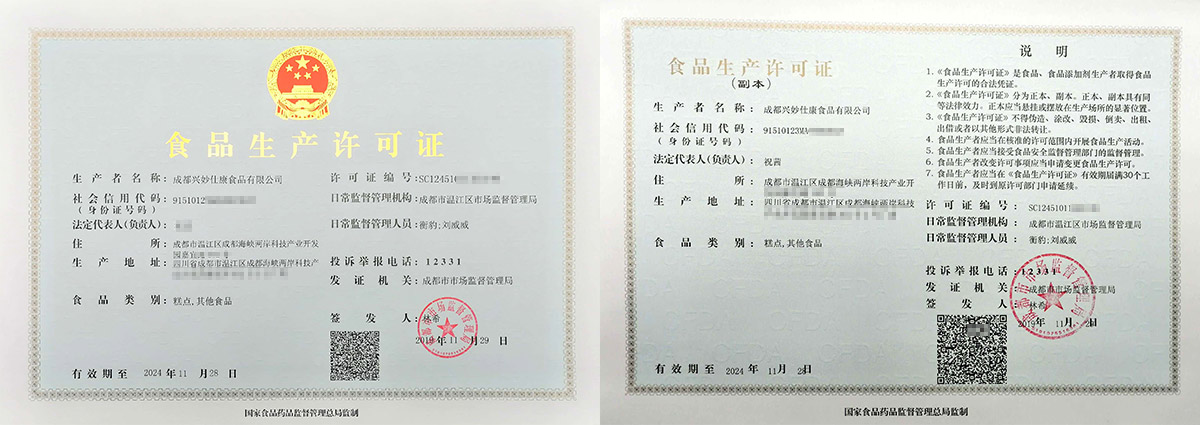 食品生产许可证
生产者名称：成都兴妙仕康食品有限公司
社会信用代码：9151012
(身份证号码)
法定代表人(负责人)：
住所：成都市温江区成都海峡两岸科技产业开发
生产地址：四川省成都市温江区成都海峡两岸科技产
食品类别：糕点,其他食品
许可证编号：SC124510
日常监督管理机构：成都市温江区市场监督管理局
日常监督管理人员：衡豹;刘威威
投诉举报电话：12331
发证机关：成都市市场监督管理局
签发人：林希
2019年11月29日
有效期至 2024年11月28日
国家食品药品监督管理总局监制
食品生产许可证
(副本)
生产者名称：成都兴妙仕康食品有限公司
社会信用代码：91510123MA
(身份证号码)
法定代表人(负责人)：祝茜
住所：成都市温江区成都海峡两岸科技产业开
生产地址：四川省成都市温江区成都海峡两岸科技
食品类别：糕点,其他食品
有效期至 2024年11月28日
说明
1.《食品生产许可证》是食品、食品添加剂生产者取得食品
生产许可的合法凭证。
2.《食品生产许可证》分为正本、副本。正本、副本具有同
等法律效力。正本应当悬挂或摆放在生产场所的显著位置。
3.《食品生产许可证》不得伪造、涂改、毁损、倒卖、出租、
出借或者以其他形式非法转让。
4. 食品生产者应当在核准的许可范围内开展食品生产活动。
5. 食品生产者应当接受食品安全监督管理部门的监督管理。
6. 食品生产者改变许可事项应当申请变更食品生产许可。
7. 食品生产者应当在《食品生产许可证》有效期届满30个工
作日前，及时到原许可部门申请延续。
许可证编号：SC1245101
日常监督管理机构：成都市温江区市场监督管理局
日常监督管理人员：衡豹;刘威威
投诉举报电话：12331
发证机关：成都市市场监督管理局
签发人：林希
2019年11月 2日
国家食品药品监督管理总局监制